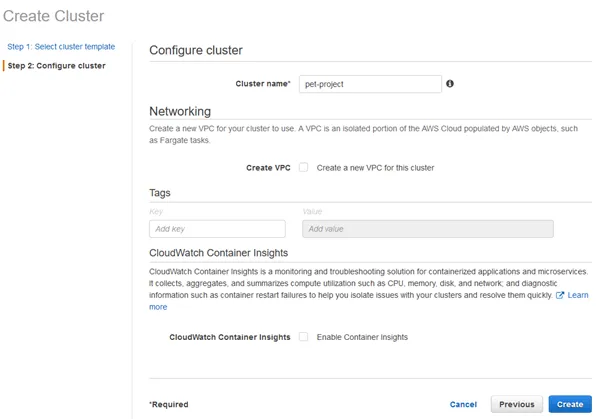 Create Cluster
Step 1: Select cluster template
Step 2: Configure cluster
Configure cluster
Cluster name* pet-project
Networking
Create a new VPC for your cluster to use. A VPC is an isolated portion of the AWS Cloud populated by AWS objects, such
as Fargate tasks.
Create VPC Create a new VPC for this cluster
Tags
Key Value
Add key Add value
CloudWatch Container Insights
CloudWatch Container Insights is a monitoring and troubleshooting solution for containerized applications and microservices.
It collects, aggregates, and summarizes compute utilization such as CPU, memory, disk, and network; and diagnostic
information such as container restart failures to help you isolate issues with your clusters and resolve them quickly. Learn
more
CloudWatch Container Insights Enable Container Insights
*Required Cancel Previous Create